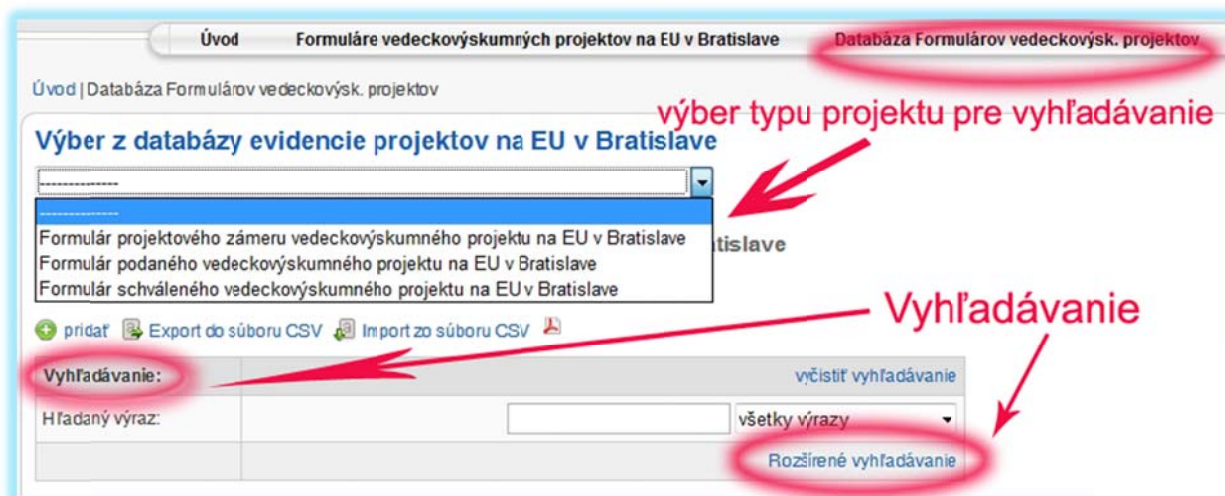 Úvod Formuláre vedeckovýskumných projektov na EU v Bratislave Databáza Formulárov vedeckovýsk. projektov
Úvod | Databáza Formulárov vedeckovýsk. projektov
výber typu projektu pre vyhľadávanie
Výber z databázy evidencie projektov na EU v Bratislave
--------------
--------------
Formulár projektového zámeru vedeckovýskumného projektu na EU v Bratislave
Formulár podaného vedeckovýskumného projektu na EU v Bratislave
Formulár schváleného vedeckovýskumného projektu na EU v Bratislave
Vyhľadávanie
pridať Export do súboru CSV Import zo súboru CSV
Vyhľadávanie: vyčistiť vyhľadávanie
Hľadaný výraz: všetky výrazy
Rozšírené vyhľadávanie